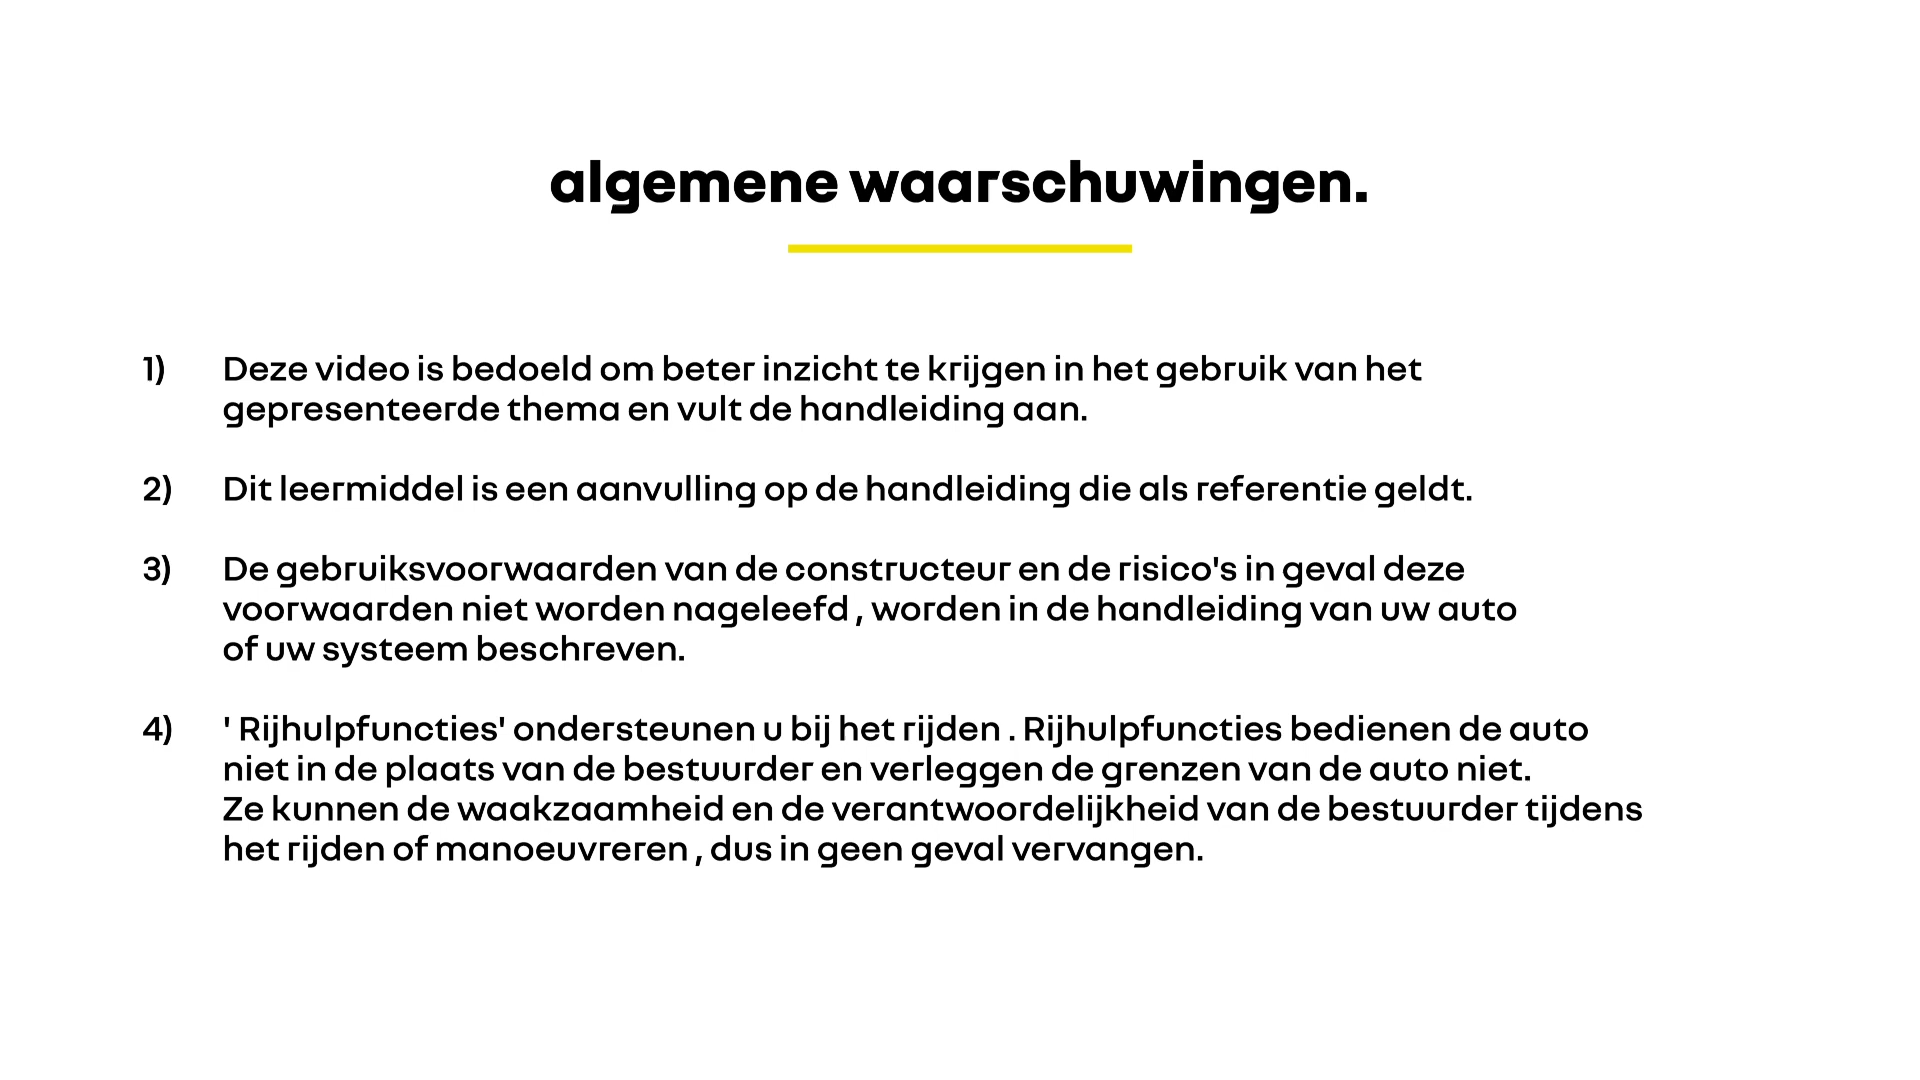 algemene waarschuwingen.
1) Deze video is bedoeld om beter inzicht te krijgen in het gebruik van het
gepresenteerde thema en vult de handleiding aan.
2) Dit leermiddel is een aanvulling op de handleiding die als referentie geldt.
3) De gebruiksvoorwaarden van de constructeur en de risico's in geval deze
voorwaarden niet worden nageleefd , worden in de handleiding van uw auto
of uw systeem beschreven.
4) ' Rijhulpfuncties' ondersteunen u bij het rijden . Rijhulpfuncties bedienen de auto
niet in de plaats van de bestuurder en verleggen de grenzen van de auto niet.
Ze kunnen de waakzaamheid en de verantwoordelijkheid van de bestuurder tijdens
het rijden of manoeuvreren , dus in geen geval vervangen.